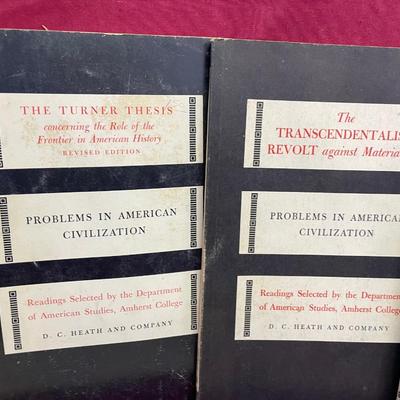 THE TURNER THESIS
concerning the Role of the
Frontier in American History
REVISED EDITION
PROBLEMS IN AMERICAN
CIVILIZATION
Readings Selected by the Department
of American Studies, Amherst College
D. C. HEATH AND COMPANY
The
TRANSCENDENTALIS
REVOLT against Materia
PROBLEMS IN AMERICAN
CIVILIZATION
Readings Selected by the Departmen
of American Studies, Amherst College
D. C. HEATH AND COMPANY